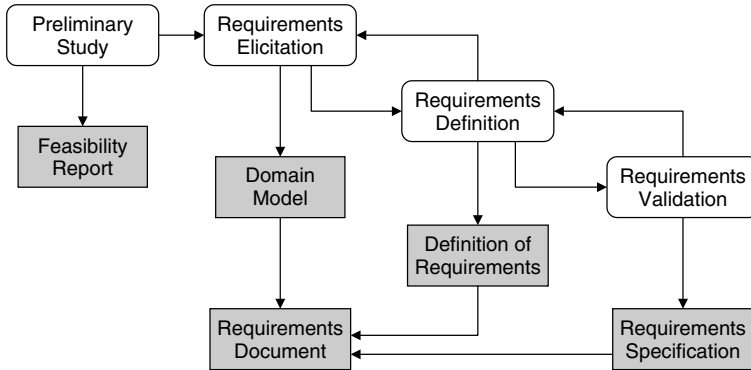 Preliminary
Study
Requirements
Elicitation
Requirements
Definition
Feasibility
Report
Domain
Model
Requirements
Validation
Definition of
Requirements
Requirements
Document
Requirements
Specification